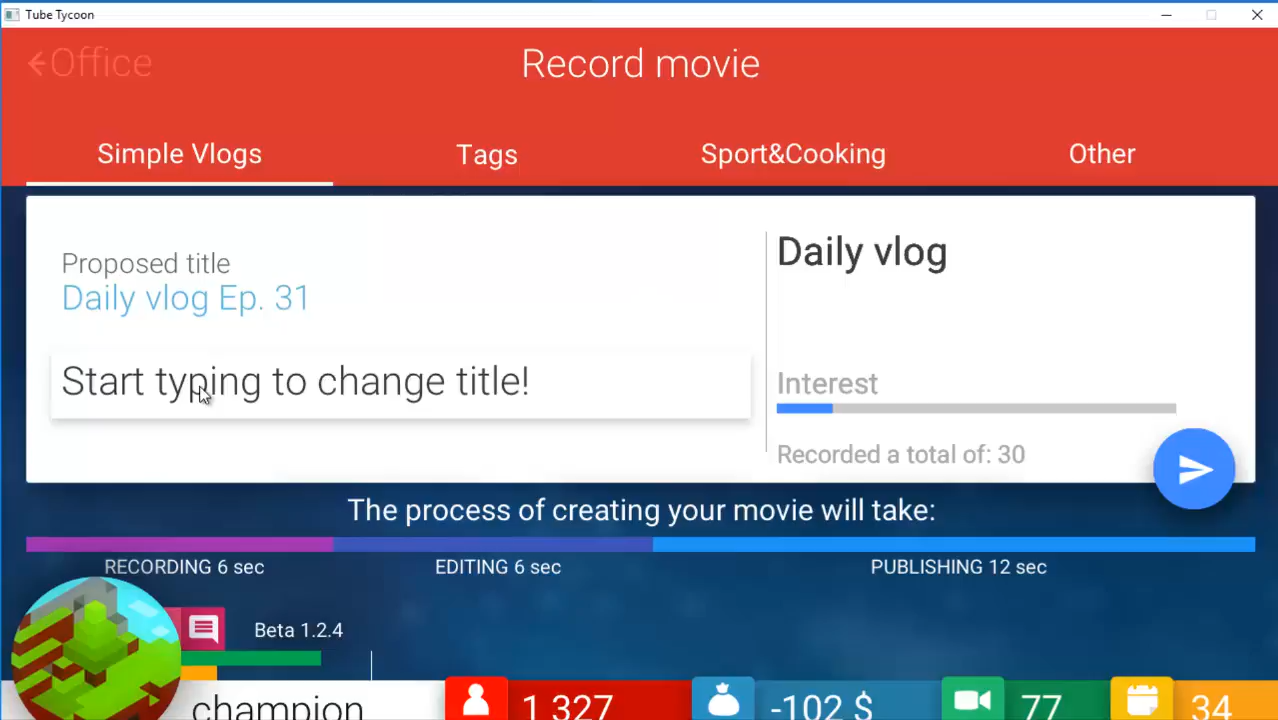 Tube Tycoon
Office
Record movie
Simple Vlogs
Tags
Sport&Cooking
Other
Proposed title
Daily vlog Ep. 31
Start typing to change title!
Daily vlog
Interest
Recorded a total of: 30
The process of creating your movie will take:
RECORDING 6 sec
EDITING 6 sec
PUBLISHING 12 sec
Beta 1.2.4
champion
1 327
-102 $
77
34